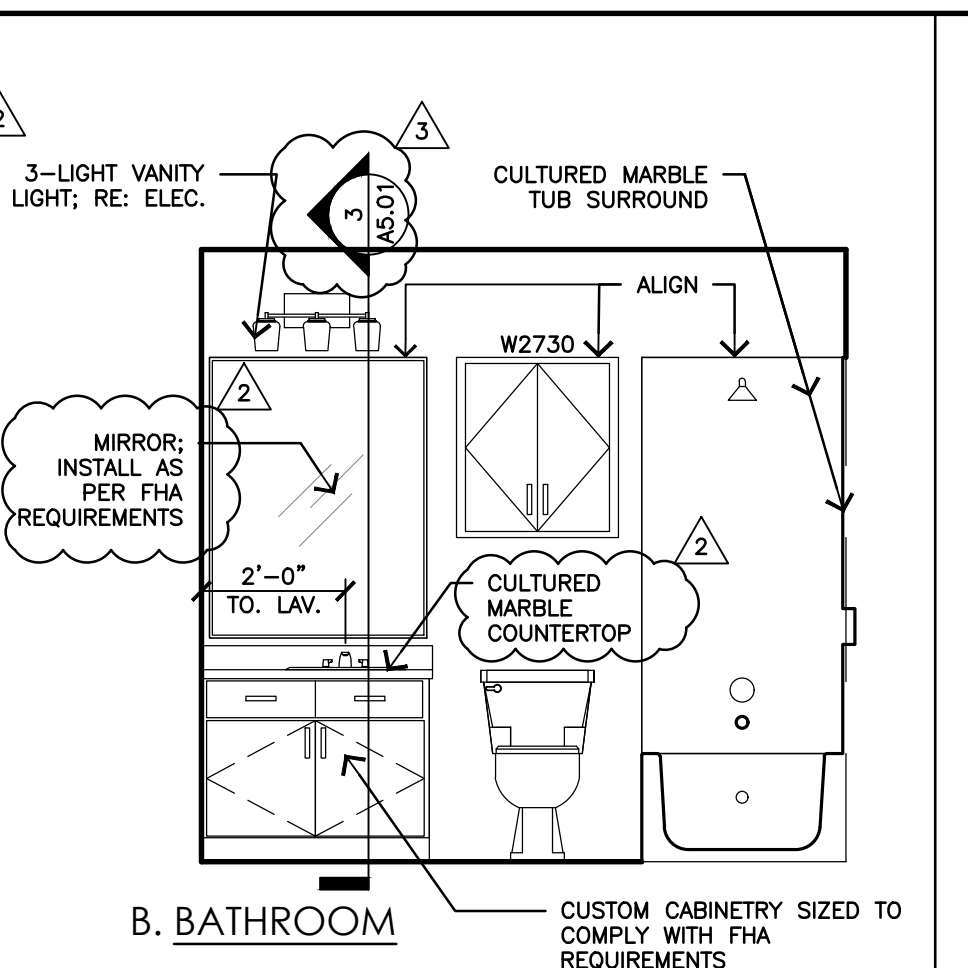 2
3
3-LIGHT VANITY
LIGHT; RE: ELEC.
3
A5.01
CULTURED MARBLE
TUB SURROUND
ALIGN
W2730
2
MIRROR;
INSTALL AS
PER FHA
REQUIREMENTS
2'-0"
TO. LAV.
2
CULTURED
MARBLE
COUNTERTOP
B. BATHROOM
CUSTOM CABINETRY SIZED TO
COMPLY WITH FHA
REQUIREMENTS